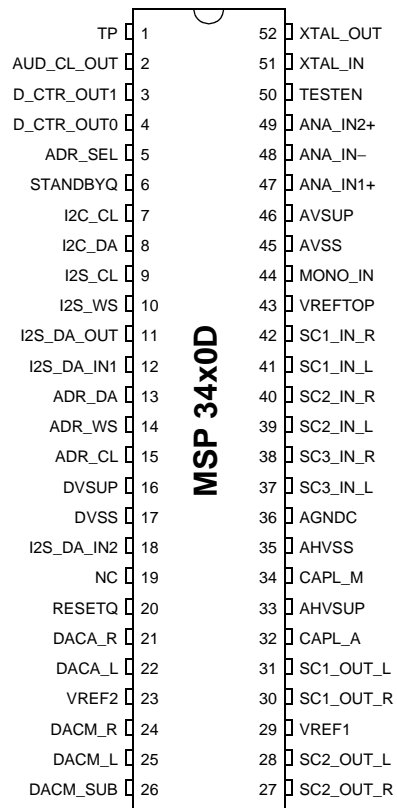 TP 1 52 XTAL_OUT
AUD_CL_OUT 2 51 XTAL_IN
D_CTR_OUT1 3 50 TESTEN
D_CTR_OUT0 4 49 ANA_IN2+
ADR_SEL 5 48 ANA_IN−
STANDBYQ 6 47 ANA_IN1+
I2C_CL 7 46 AVSUP
I2C_DA 8 45 AVSS
I2S_CL 9 44 MONO_IN
I2S_WS 10 43 VREFTOP
I2S_DA_OUT 11 42 SC1_IN_R
I2S_DA_IN1 12 41 SC1_IN_L
ADR_DA 13 40 SC2_IN_R
ADR_WS 14 39 SC2_IN_L
ADR_CL 15 38 SC3_IN_R
DVSUP 16 37 SC3_IN_L
DVSS 17 36 AGNDC
I2S_DA_IN2 18 35 AHVSS
NC 19 34 CAPL_M
RESETQ 20 33 AHVSUP
DACA_R 21 32 CAPL_A
DACA_L 22 31 SC1_OUT_L
VREF2 23 30 SC1_OUT_R
DACM_R 24 29 VREF1
DACM_L 25 28 SC2_OUT_L
DACM_SUB 26 27 SC2_OUT_R
MSP 34x0D